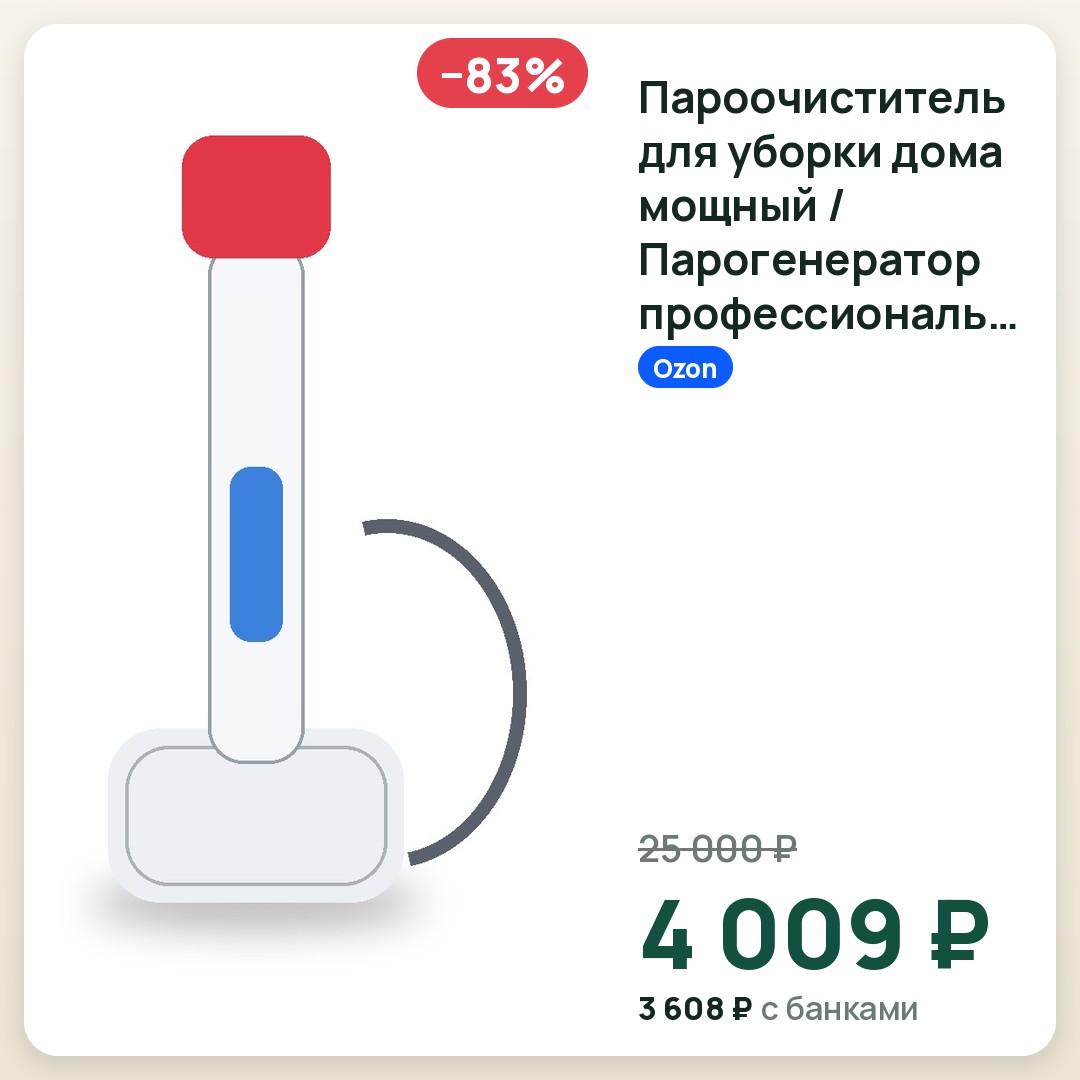 −83%
Пароочиститель
для уборки дома
мощный /
Парогенератор
профессиональ...
Ozon
25 000 ₽
4 009 ₽
3 608 ₽ с банками